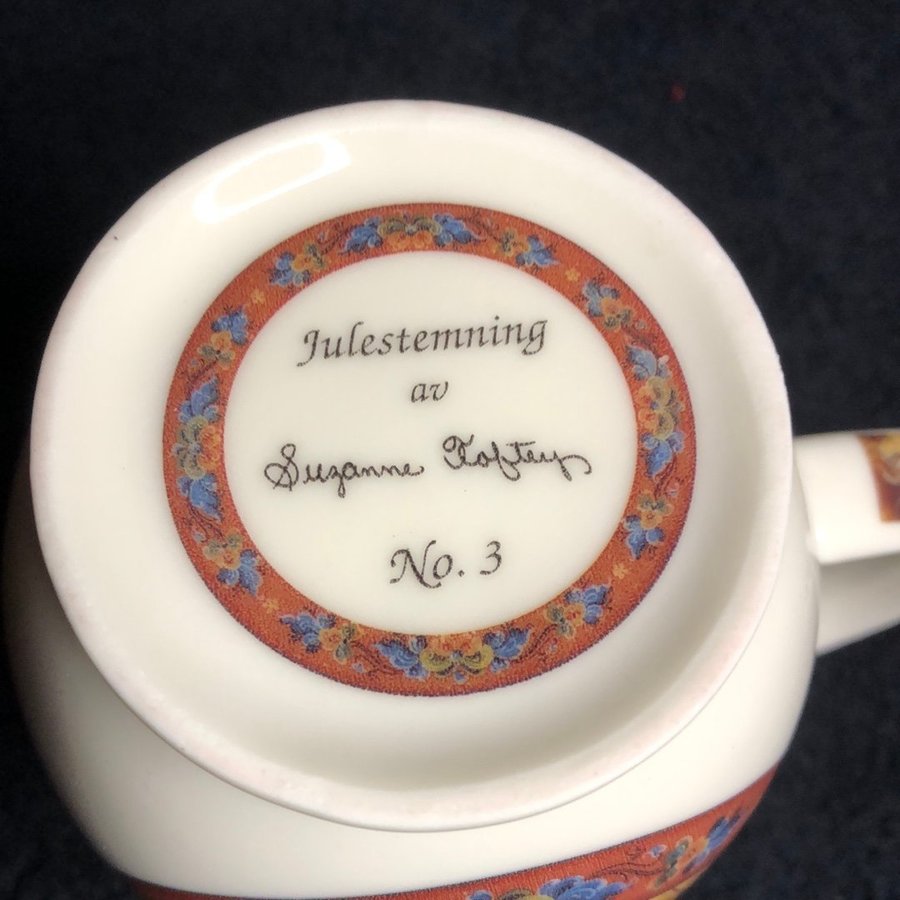 Julestemning
av
Suzanne Toftey
No. 3